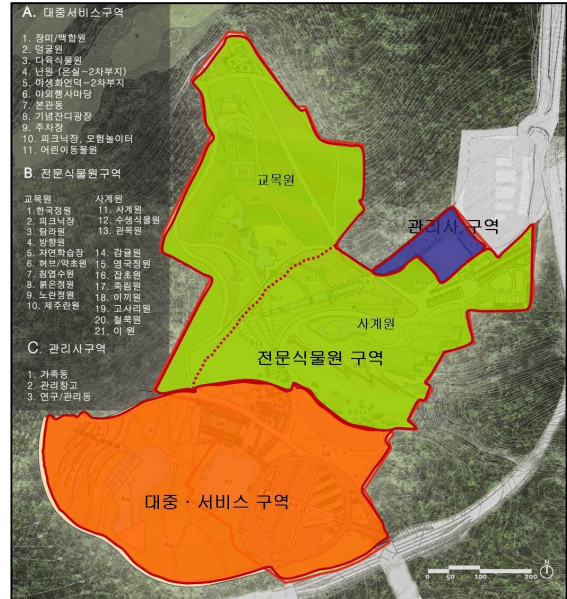 A. 대중서비스구역
1. 장미/백합원
2. 덩굴원
3. 다육식물원
4. 난원 (온실-2차부지)
5. 야생화언덕-2차부지
6. 야외행사마당
7. 본관동
8. 기념잔디광장
9. 주차장
10. 피크닉장, 모험놀이터
11. 어린이동물원
B. 전문식물원구역
교목원
1.한국정원
2. 피크닉장
3. 탐라원
4. 방향원
5. 자연학습장
6. 허브/약초원
7. 침엽수원
8. 붉은정원
9. 노란정원
10. 제주란원
사계원
11. 사계원
12. 수생식물원
13. 관목원
14. 감귤원
15. 영국정원
16. 잡초원
17. 죽림원
18. 이끼원
19. 고사리원
20. 철쭉원
21. 이 원
C. 관리사구역
1. 가족동
2. 관리창고
3. 연구/관리동
교목원
관리사 구역
사계원
전문식물원 구역
대중 · 서비스 구역
N
0 50 100 200